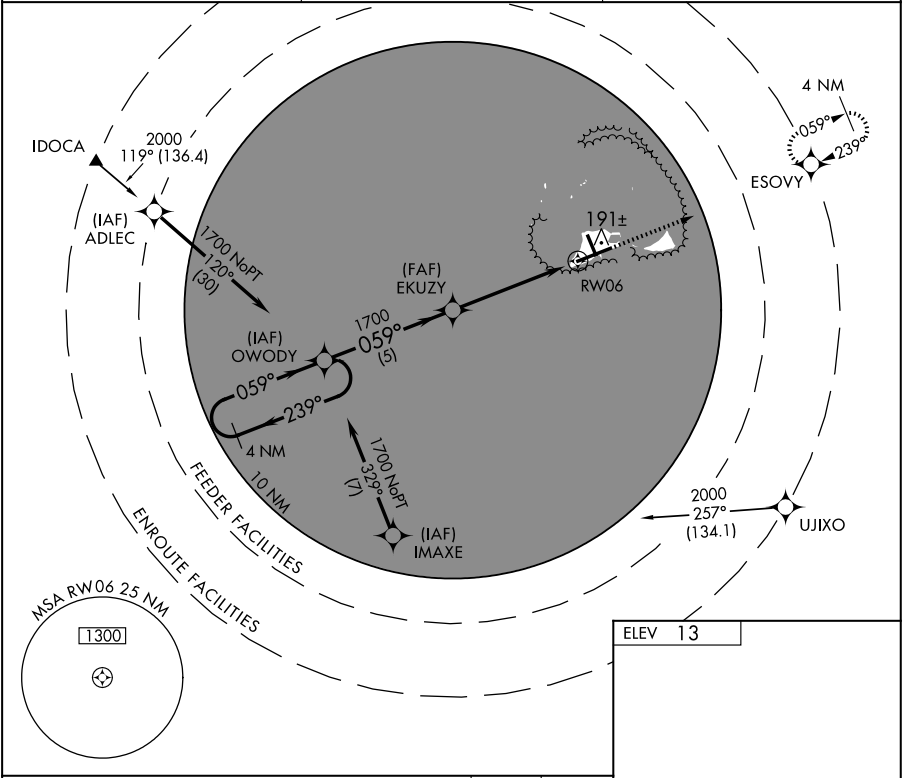 4 NM
059°
239°
ESOVY
IDOCA
2000
119° (136.4)
(IAF)
ADLEC
1700 NoPT
120°
(30)
191±
RW06
(FAF)
EKUZY
1700
059°
(5)
(IAF)
OWODY
059°
239°
4 NM
10 NM
1700 NoPT
329°
(7)
(IAF)
IMAXE
2000
257°
(134.1)
UJIXO
FEEDER FACILITIES
ENROUTE FACILITIES
MSA RW06 25 NM
1300
ELEV 13